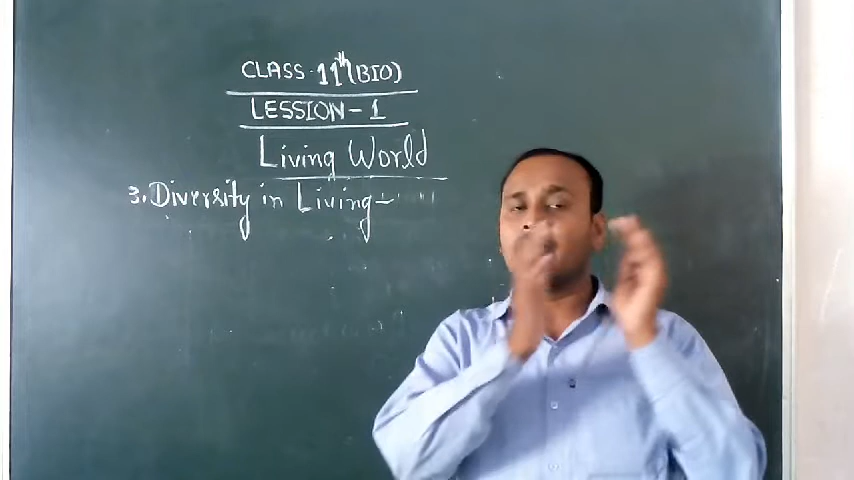 CLASS-11th(BIO)
LESSION-1
Living World
3. Diversity in Living-